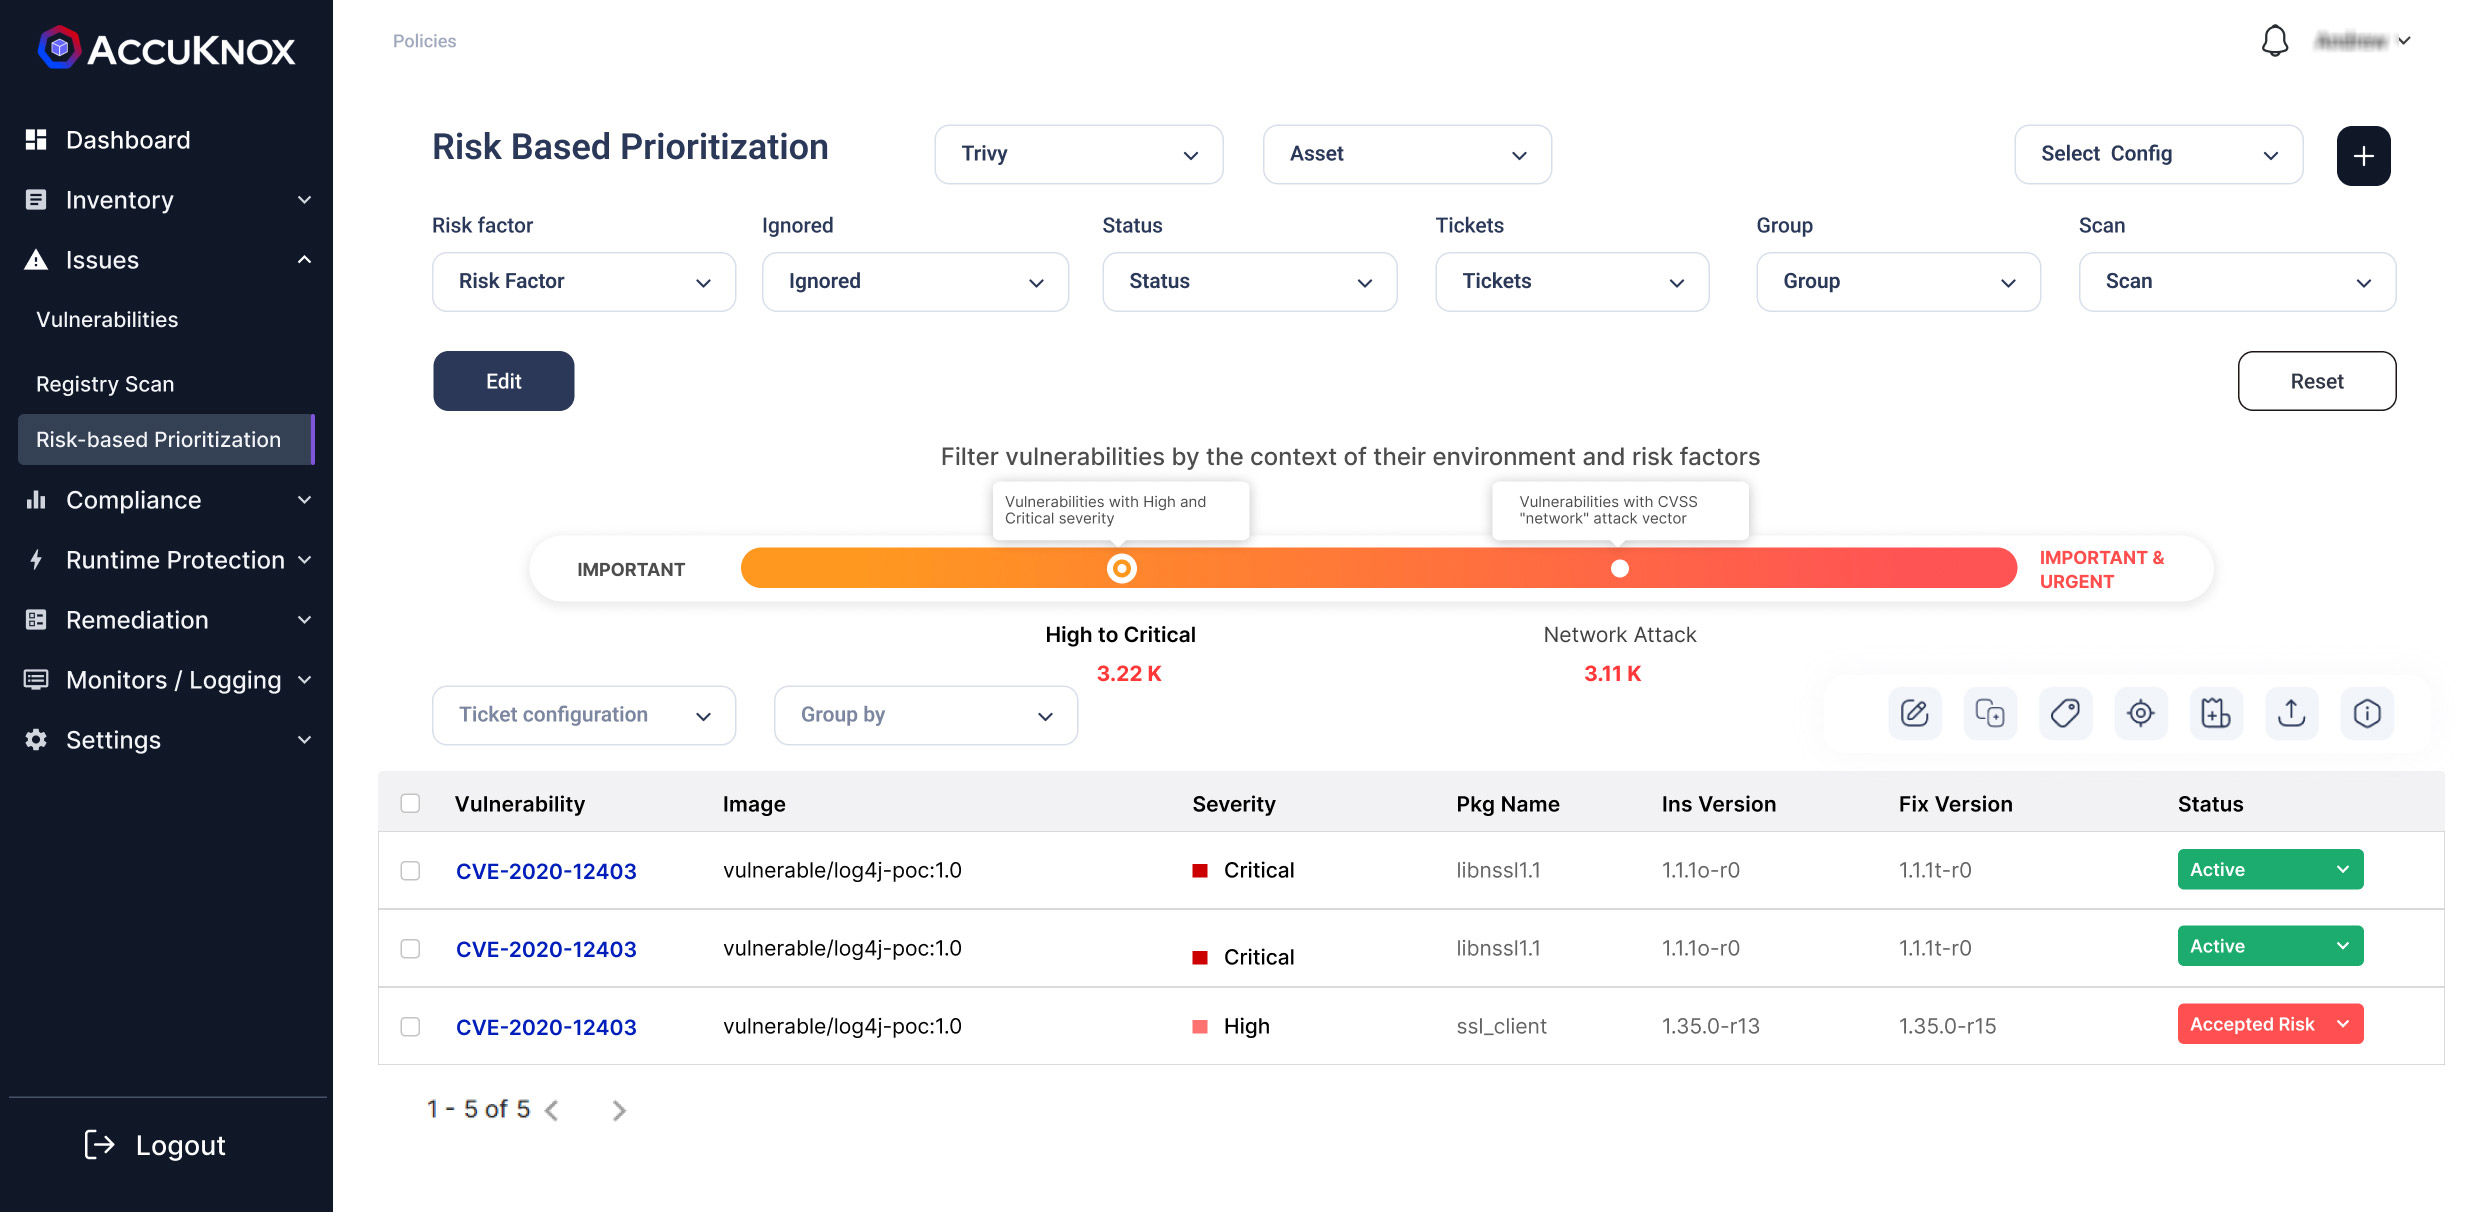 ACCUKNOX
Dashboard
Inventory
Issues
Vulnerabilities
Registry Scan
Risk-based Prioritization
Compliance
Runtime Protection
Remediation
Monitors / Logging
Settings
Logout
Policies
Risk Based Prioritization
Trivy
Asset
Select Config
Risk factor
Ignored
Status
Tickets
Group
Scan
Risk Factor
Ignored
Status
Tickets
Group
Scan
Edit
Reset
Filter vulnerabilities by the context of their environment and risk factors
Vulnerabilities with High and
Critical severity
Vulnerabilities with CVSS
"network" attack vector
IMPORTANT
IMPORTANT &
URGENT
High to Critical
3.22 K
Network Attack
3.11 K
Ticket configuration
Group by
Vulnerability Image Severity Pkg Name Ins Version Fix Version Status
CVE-2020-12403 vulnerable/log4j-poc:1.0 Critical libnssl1.1 1.1.1o-r0 1.1.1t-r0 Active
CVE-2020-12403 vulnerable/log4j-poc:1.0 Critical libnssl1.1 1.1.1o-r0 1.1.1t-r0 Active
CVE-2020-12403 vulnerable/log4j-poc:1.0 High ssl_client 1.35.0-r13 1.35.0-r15 Accepted Risk
1 - 5 of 5